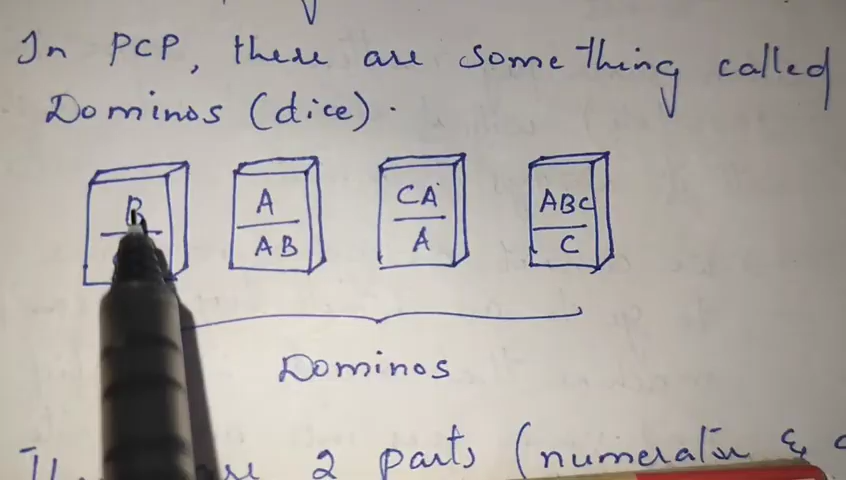 In PCP, there are something called
Dominos (dice).
B A CA ABC
AB A C
Dominos
2 parts (numerator &